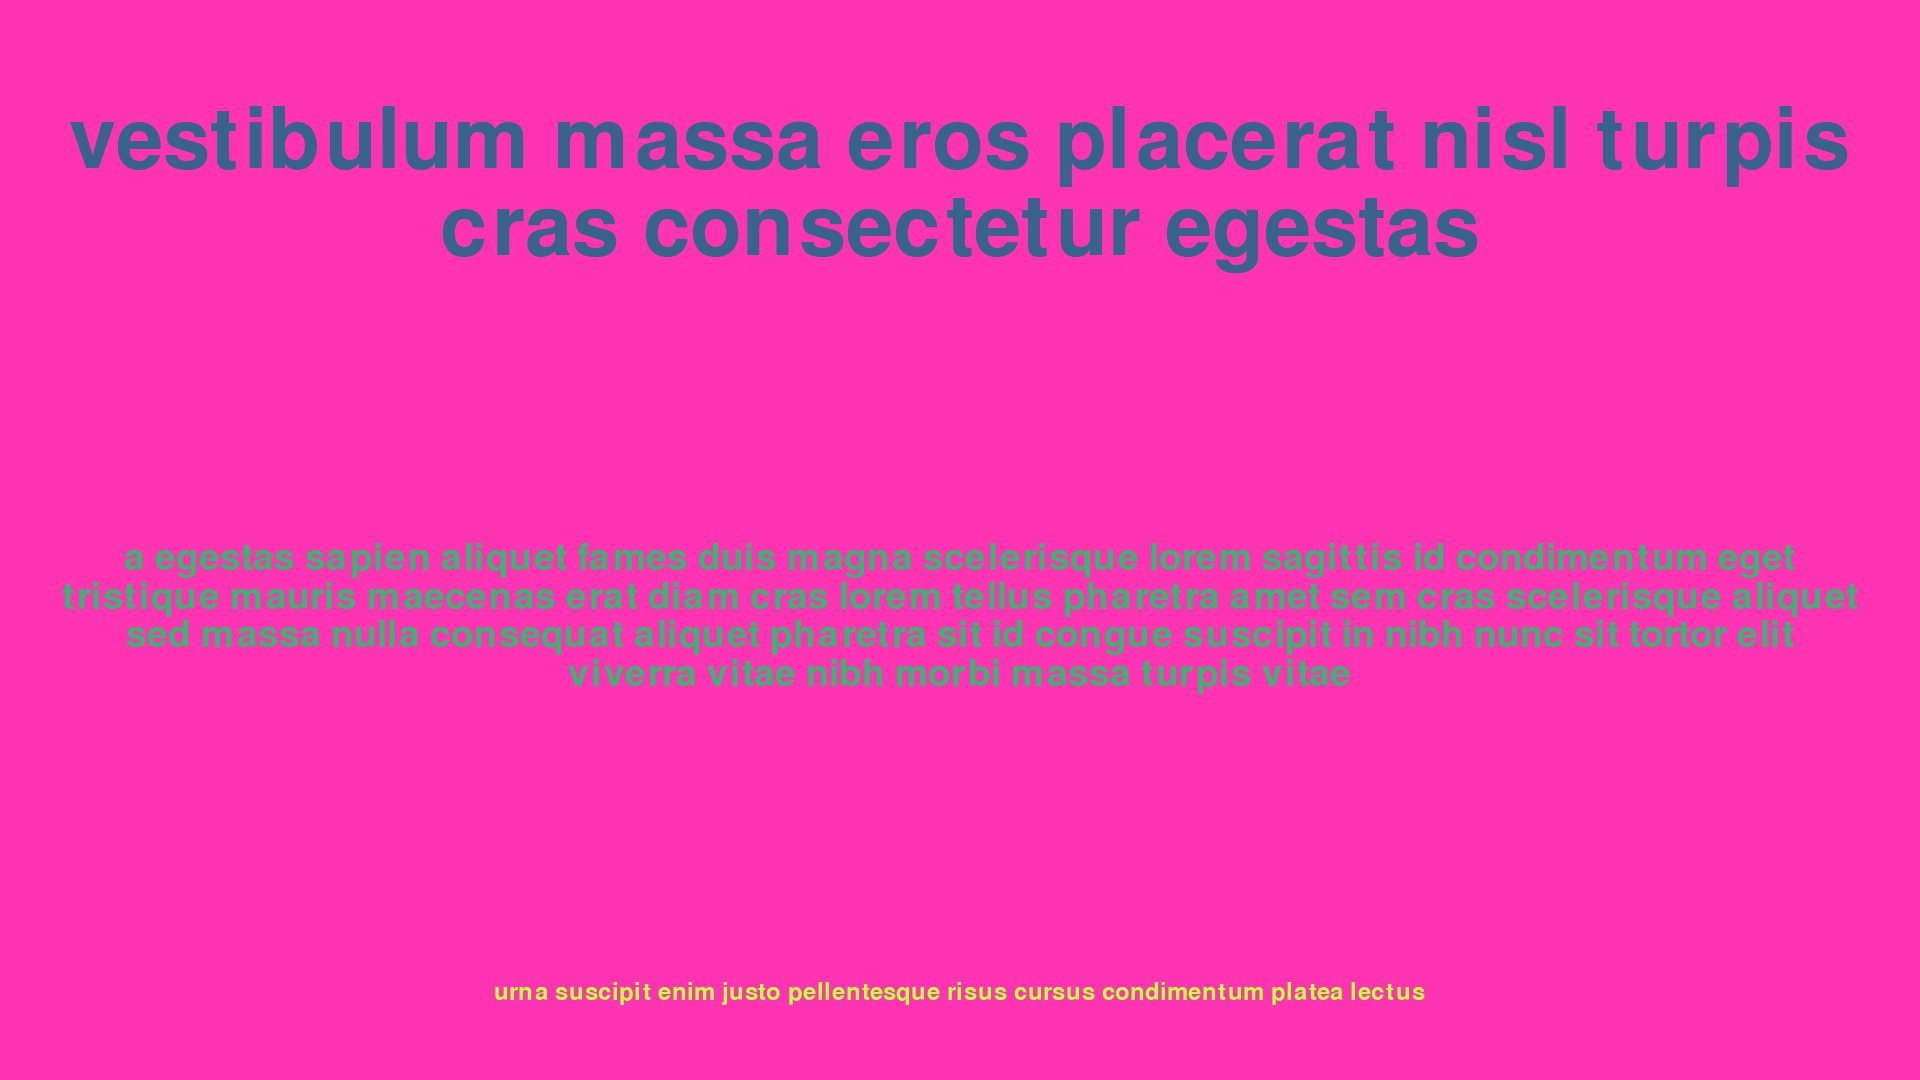 vestibulum massa eros placerat nisl turpis
cras consectetur egestas
a egestas sapien aliquet fames duis magna scelerisque lorem sagittis id condimentum eget
tristique mauris maecenas erat diam cras lorem tellus pharetra amet sem cras scelerisque aliquet
sed massa nulla consequat aliquet pharetra sit id congue suscipit in nibh nunc sit tortor elit
viverra vitae nibh morbi massa turpis vitae
urna suscipit enim justo pellentesque risus cursus condimentum platea lectus